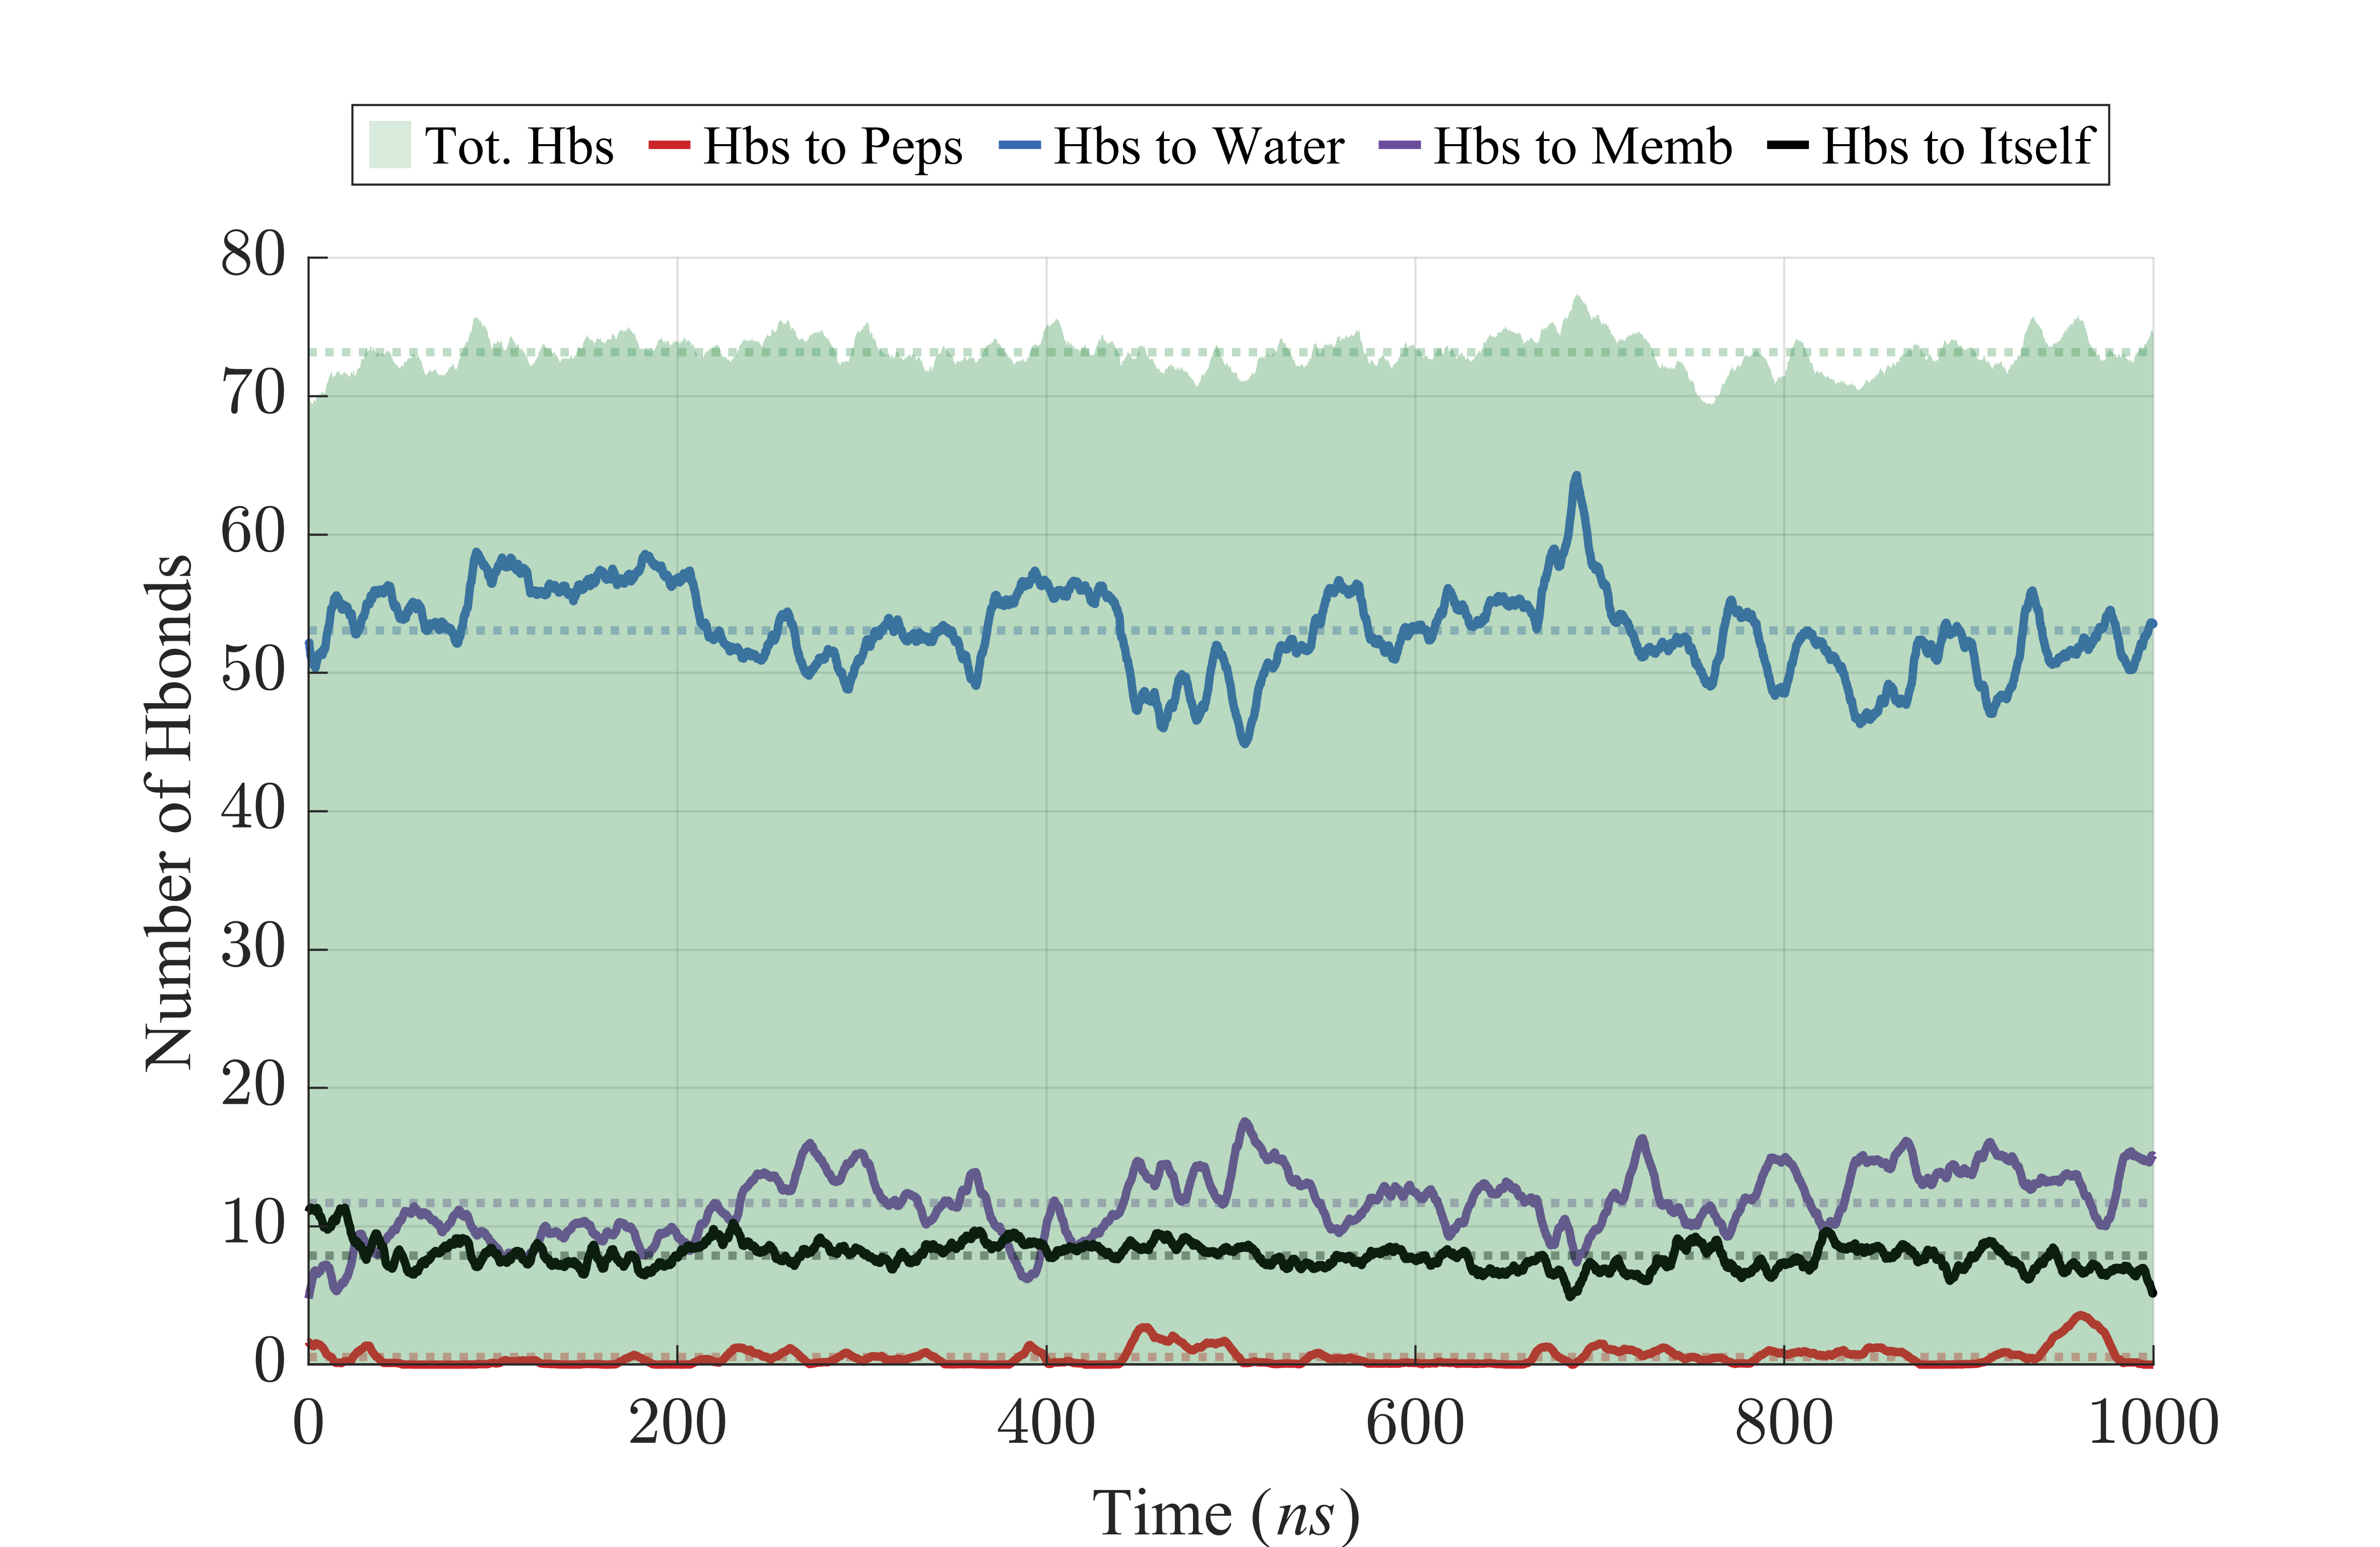 Tot. Hbs Hbs to Peps Hbs to Water Hbs to Memb Hbs to Itself
80
70
60
50
40
30
20
10
0
Number of Hbonds
0 200 400 600 800 1000
Time (ns)